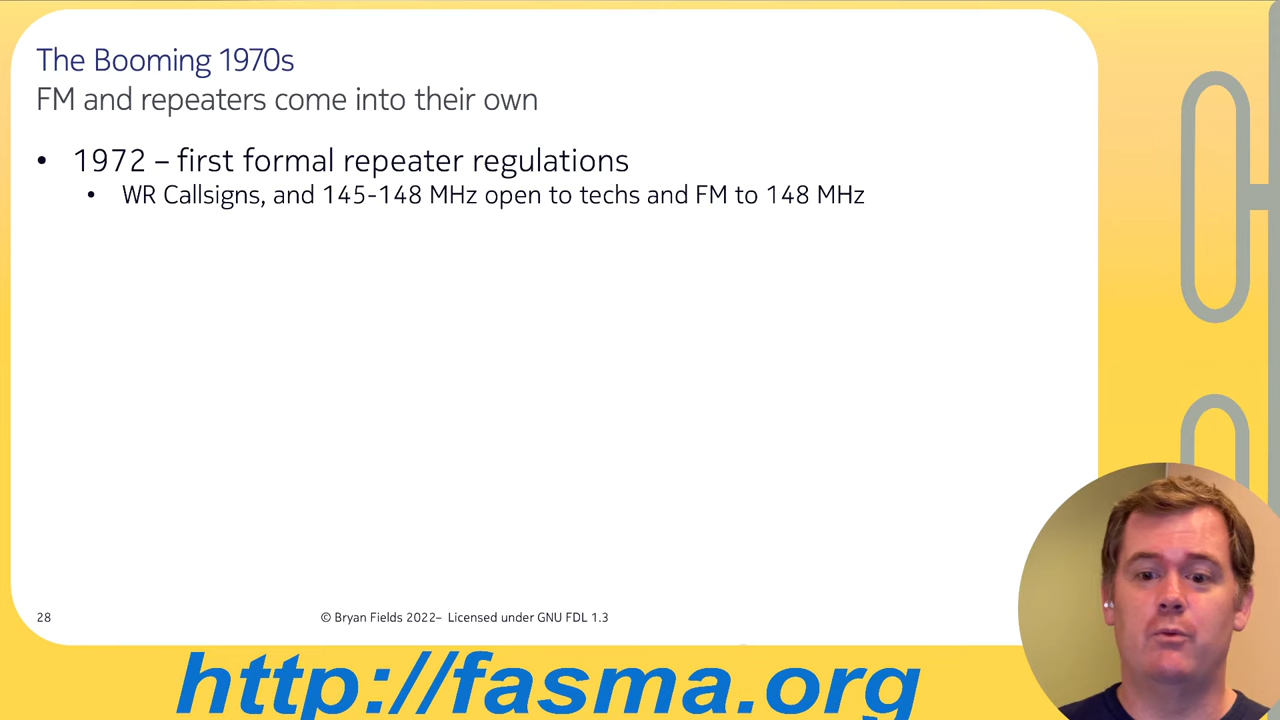 The Booming 1970s
FM and repeaters come into their own
• 1972 – first formal repeater regulations
• WR Callsigns, and 145-148 MHz open to techs and FM to 148 MHz
28
© Bryan Fields 2022– Licensed under GNU FDL 1.3
http://fasma.org